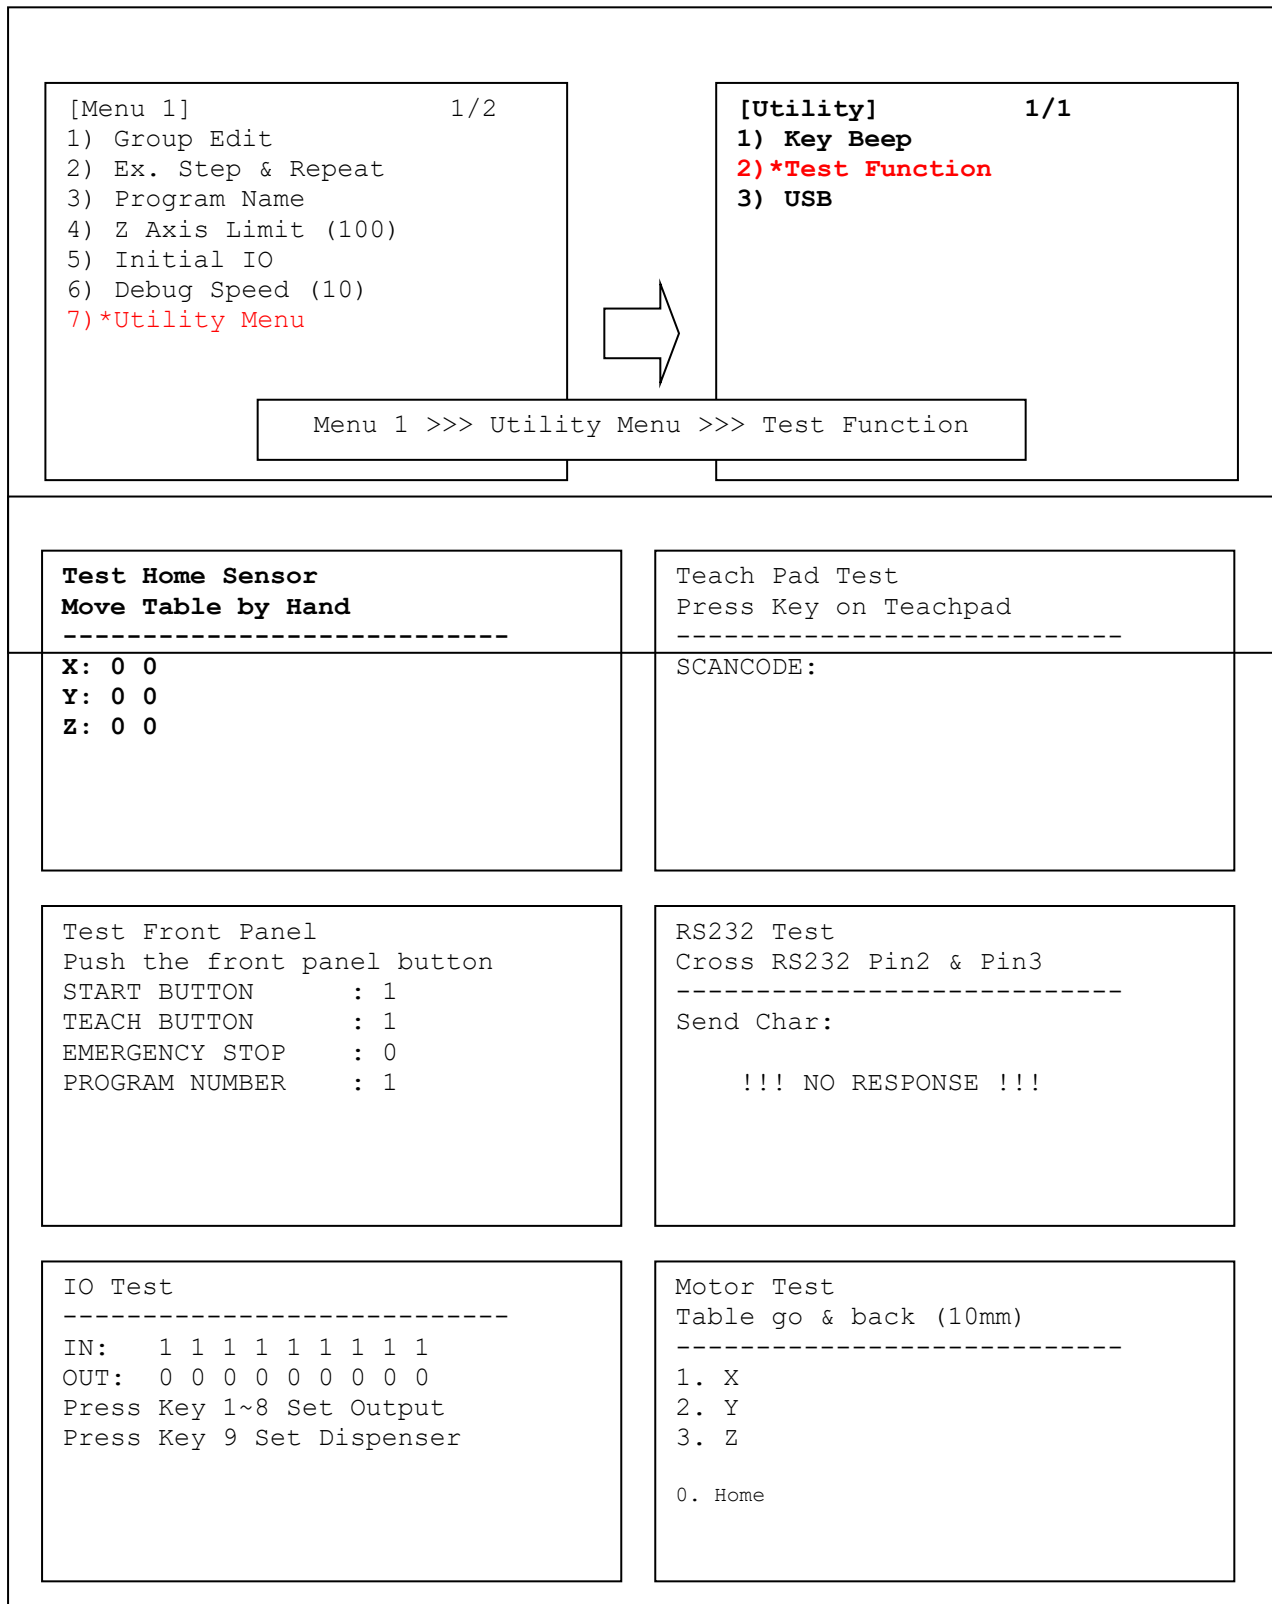 [Menu 1] 1/2
1) Group Edit
2) Ex. Step & Repeat
3) Program Name
4) Z Axis Limit (100)
5) Initial IO
6) Debug Speed (10)
7)*Utility Menu
[Utility] 1/1
1) Key Beep
2)*Test Function
3) USB
Menu 1 >>> Utility Menu >>> Test Function
Test Home Sensor
Move Table by Hand
----------------------------
X: 0 0
Y: 0 0
Z: 0 0
Teach Pad Test
Press Key on Teachpad
----------------------------
SCANCODE:
Test Front Panel
Push the front panel button
START BUTTON : 1
TEACH BUTTON : 1
EMERGENCY STOP : 0
PROGRAM NUMBER : 1
RS232 Test
Cross RS232 Pin2 & Pin3
----------------------------
Send Char:
!!! NO RESPONSE !!!
IO Test
----------------------------
IN: 1 1 1 1 1 1 1 1 1
OUT: 0 0 0 0 0 0 0 0 0
Press Key 1~8 Set Output
Press Key 9 Set Dispenser
Motor Test
Table go & back (10mm)
----------------------------
1. X
2. Y
3. Z
0. Home